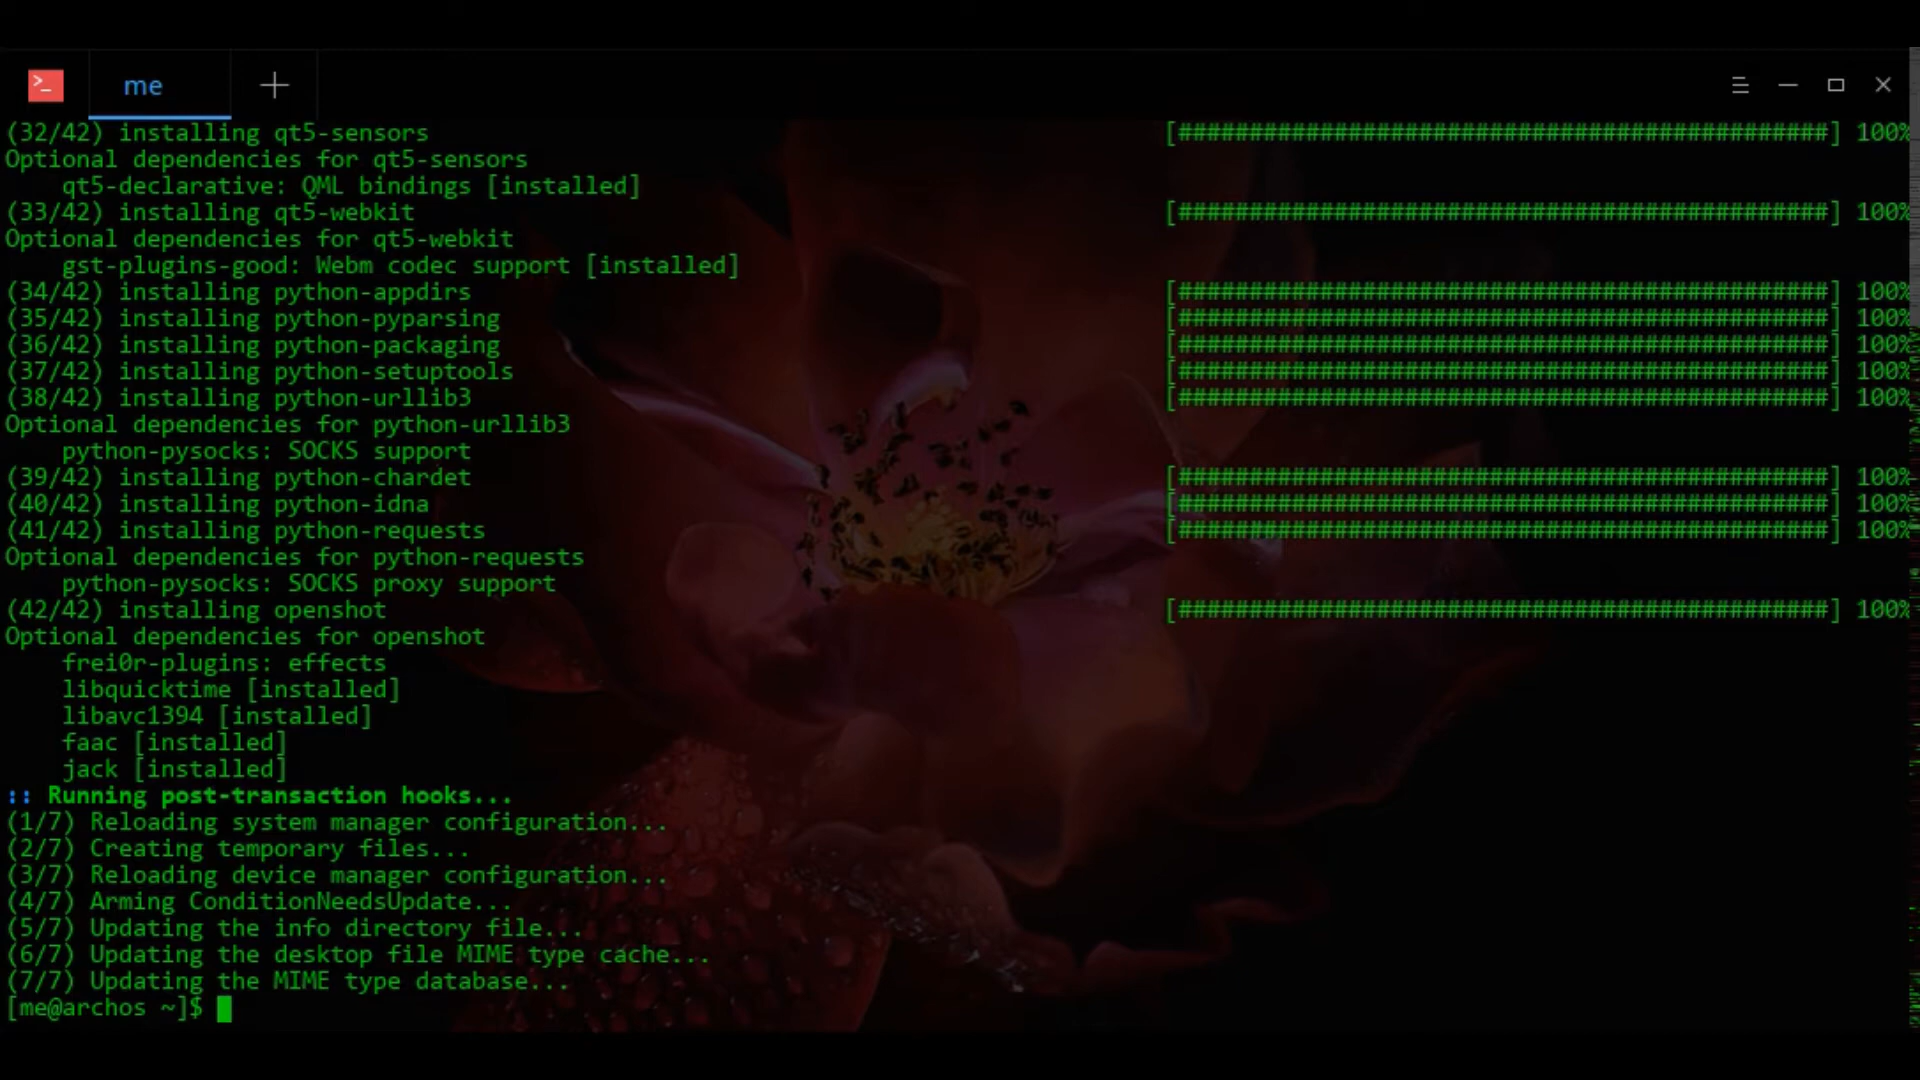 me
(32/42) installing qt5-sensors [##############################################] 100%
Optional dependencies for qt5-sensors
    qt5-declarative: QML bindings [installed]
(33/42) installing qt5-webkit [##############################################] 100%
Optional dependencies for qt5-webkit
    gst-plugins-good: Webm codec support [installed]
(34/42) installing python-appdirs [##############################################] 100%
(35/42) installing python-pyparsing [##############################################] 100%
(36/42) installing python-packaging [##############################################] 100%
(37/42) installing python-setuptools [##############################################] 100%
(38/42) installing python-urllib3 [##############################################] 100%
Optional dependencies for python-urllib3
    python-pysocks: SOCKS support
(39/42) installing python-chardet [##############################################] 100%
(40/42) installing python-idna [##############################################] 100%
(41/42) installing python-requests [##############################################] 100%
Optional dependencies for python-requests
    python-pysocks: SOCKS proxy support
(42/42) installing openshot [##############################################] 100%
Optional dependencies for openshot
    frei0r-plugins: effects
    libquicktime [installed]
    libavc1394 [installed]
    faac [installed]
    jack [installed]
:: Running post-transaction hooks...
(1/7) Reloading system manager configuration...
(2/7) Creating temporary files...
(3/7) Reloading device manager configuration...
(4/7) Arming ConditionNeedsUpdate...
(5/7) Updating the info directory file...
(6/7) Updating the desktop file MIME type cache...
(7/7) Updating the MIME type database...
[me@archos ~]$